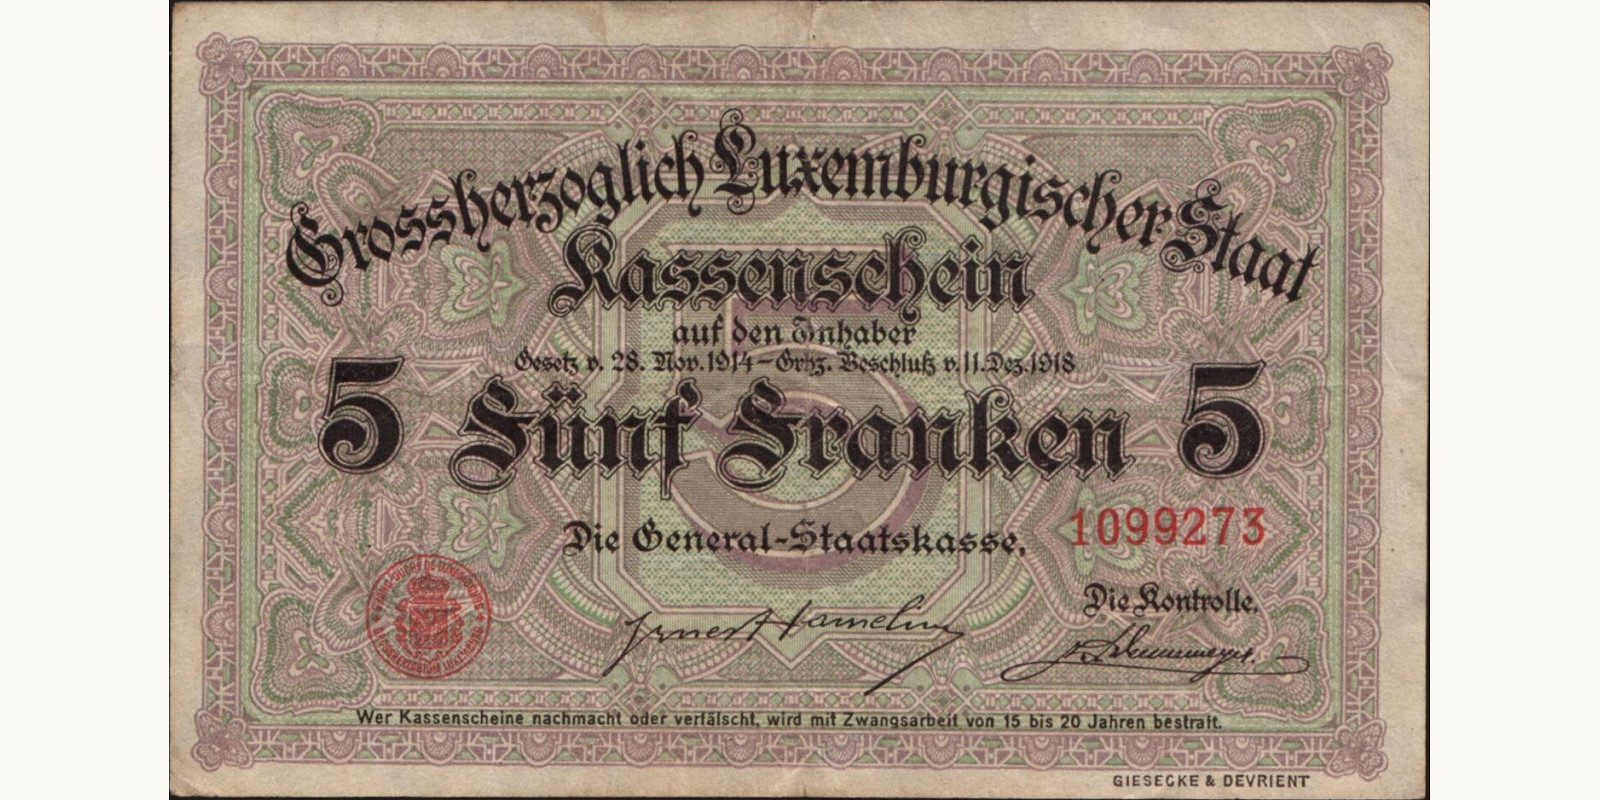 Grossherzoglich Luxemburgischer Staat
Kassenschein
auf den Inhaber
Gesetz v. 28. Nov. 1914 – Grhz. Beschluß v. 11. Dez. 1918
5 Fünf Franken 5
Die General-Staatskasse.
1099273
Die Kontrolle.
Wer Kassenscheine nachmacht oder verfälscht, wird mit Zwangsarbeit von 15 bis 20 Jahren bestraft.
GIESECKE & DEVRIENT